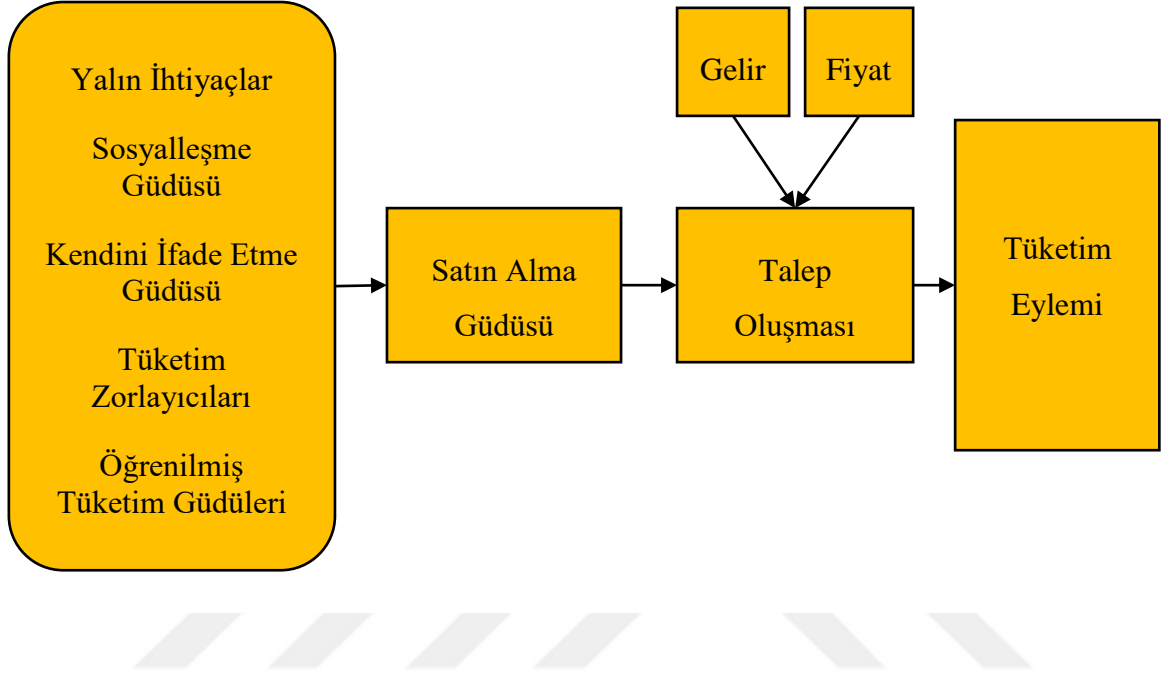 Yalın İhtiyaçlar
Sosyalleşme
Güdüsü
Kendini İfade Etme
Güdüsü
Tüketim
Zorlayıcıları
Öğrenilmiş
Tüketim Güdüleri
Satın Alma
Güdüsü
Gelir
Fiyat
Talep
Oluşması
Tüketim
Eylemi